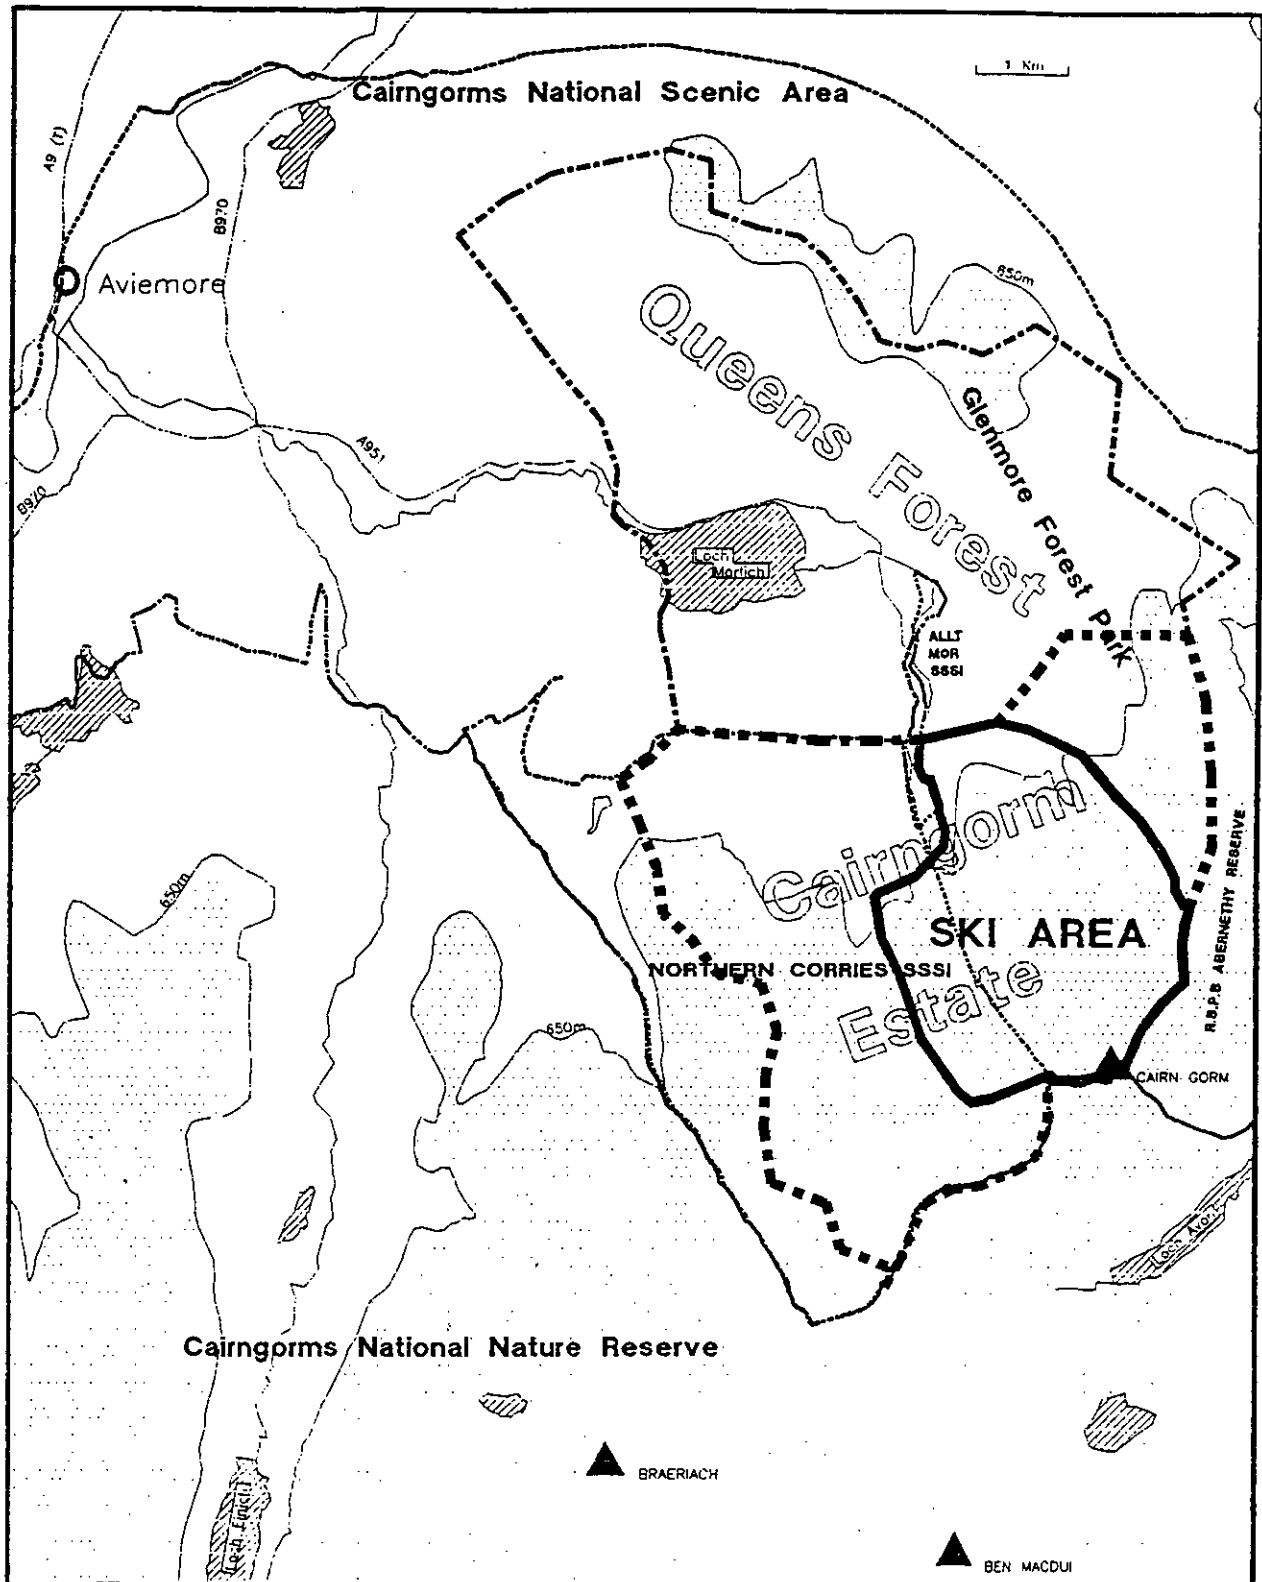 1 Km
Cairngorms National Scenic Area
A9 (T)
B970
Aviemore
650m
Queens Forest
Glenmore Forest Park
A951
B970
Loch
Morlich
ALLT
MOR
SSSI
Cairngorm
Estate
SKI AREA
R.S.P.B ABERNETHY RESERVE
650m
NORTHERN CORRIES SSSI
650m
CAIRN GORM
Loch Avon
Cairngorms National Nature Reserve
BRAERIACH
Loch Einich
BEN MACDUI